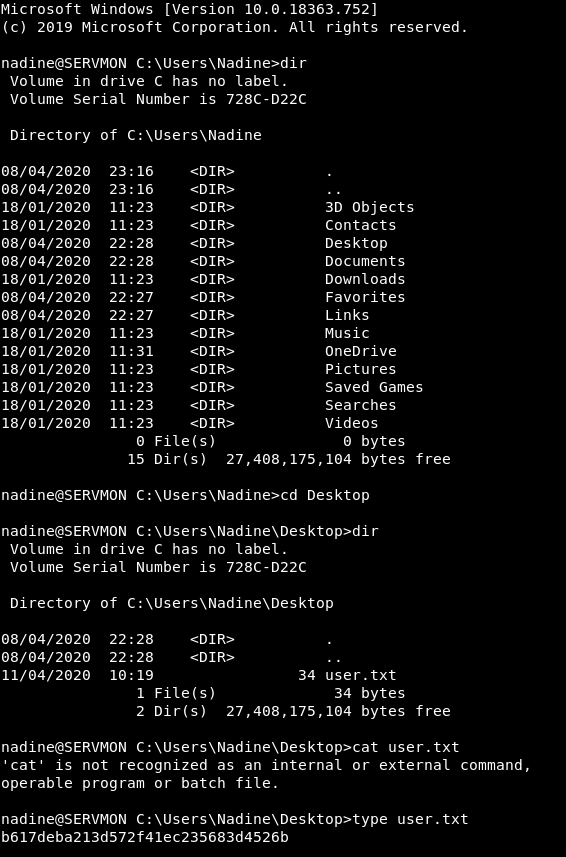 Microsoft Windows [Version 10.0.18363.752]
(c) 2019 Microsoft Corporation. All rights reserved.

nadine@SERVMON C:\Users\Nadine>dir
 Volume in drive C has no label.
 Volume Serial Number is 728C-D22C

 Directory of C:\Users\Nadine

08/04/2020  23:16    <DIR>          .
08/04/2020  23:16    <DIR>          ..
18/01/2020  11:23    <DIR>          3D Objects
18/01/2020  11:23    <DIR>          Contacts
08/04/2020  22:28    <DIR>          Desktop
08/04/2020  22:28    <DIR>          Documents
18/01/2020  11:23    <DIR>          Downloads
08/04/2020  22:27    <DIR>          Favorites
08/04/2020  22:27    <DIR>          Links
18/01/2020  11:23    <DIR>          Music
18/01/2020  11:31    <DIR>          OneDrive
18/01/2020  11:23    <DIR>          Pictures
18/01/2020  11:23    <DIR>          Saved Games
18/01/2020  11:23    <DIR>          Searches
18/01/2020  11:23    <DIR>          Videos
               0 File(s)              0 bytes
              15 Dir(s)  27,408,175,104 bytes free

nadine@SERVMON C:\Users\Nadine>cd Desktop

nadine@SERVMON C:\Users\Nadine\Desktop>dir
 Volume in drive C has no label.
 Volume Serial Number is 728C-D22C

 Directory of C:\Users\Nadine\Desktop

08/04/2020  22:28    <DIR>          .
08/04/2020  22:28    <DIR>          ..
11/04/2020  10:19                34 user.txt
               1 File(s)             34 bytes
               2 Dir(s)  27,408,175,104 bytes free

nadine@SERVMON C:\Users\Nadine\Desktop>cat user.txt
'cat' is not recognized as an internal or external command,
operable program or batch file.

nadine@SERVMON C:\Users\Nadine\Desktop>type user.txt
b617deba213d572f41ec235683d4526b